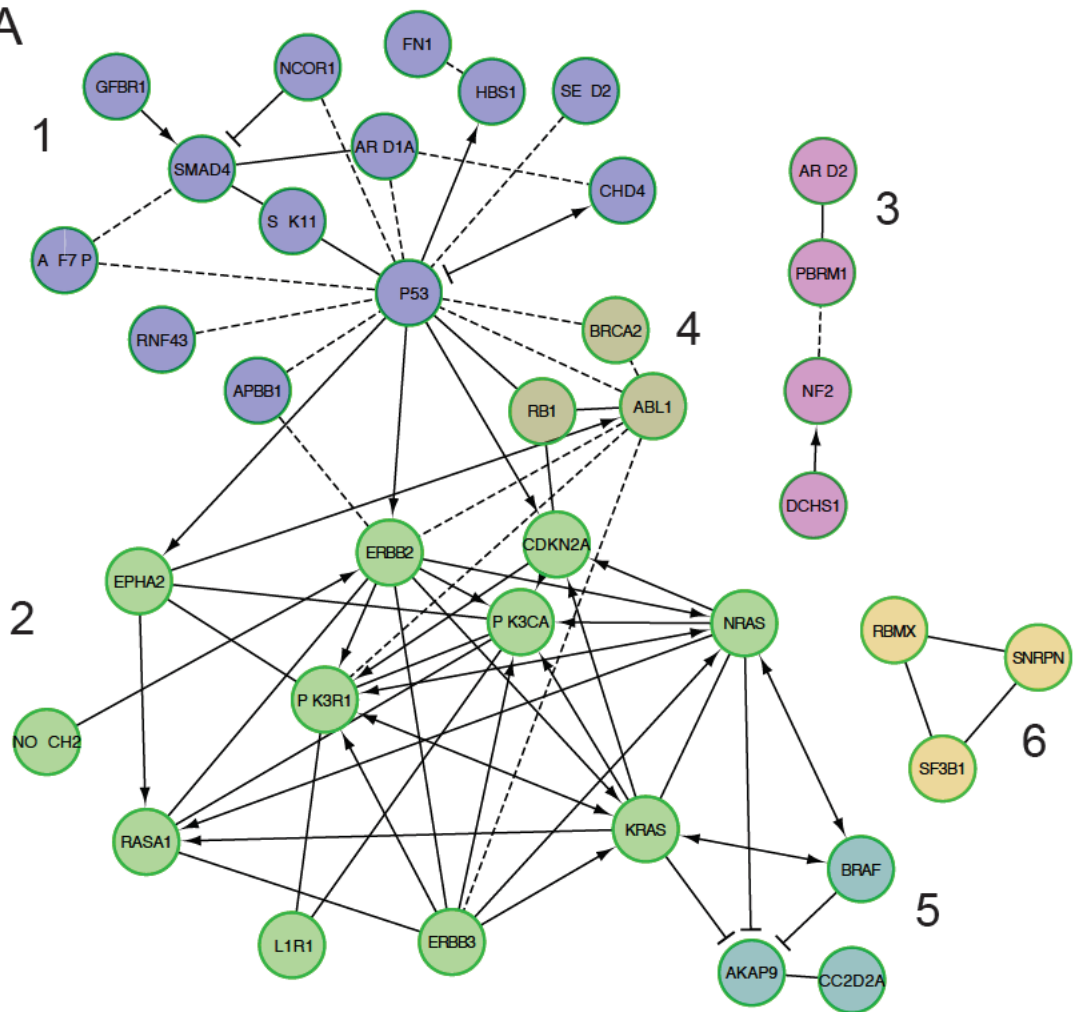 A
FN1
NCOR1
GFBR1
HBS1
SE D2
1
AR D1A
SMAD4
AR D2
CHD4
3
S K11
A F7 P
PBRM1
P53
BRCA2
4
RNF43
APBB1
NF2
RB1
ABL1
DCHS1
CDKN2A
ERBB2
EPHA2
2
P K3CA
NRAS
RBMX
SNRPN
P K3R1
NO CH2
6
SF3B1
KRAS
RASA1
BRAF
5
L1R1
ERBB3
AKAP9
CC2D2A